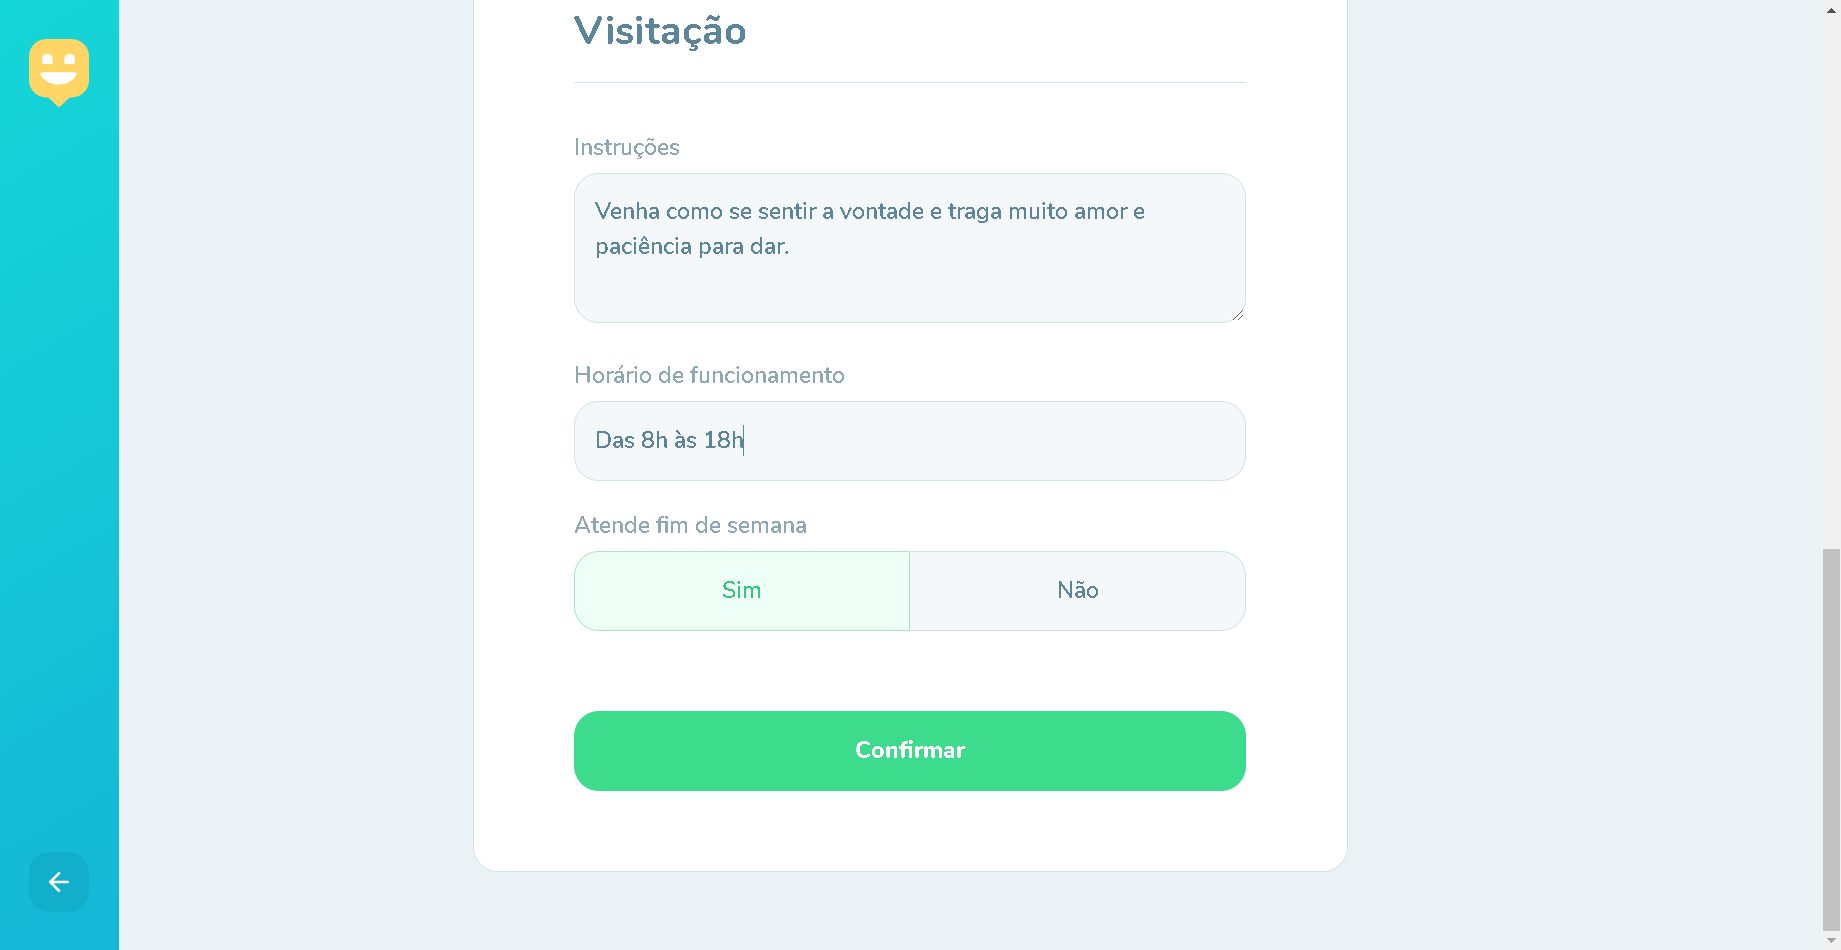 Visitação
Instruções
Venha como se sentir a vontade e traga muito amor e
paciência para dar.
Horário de funcionamento
Das 8h às 18h
Atende fim de semana
Sim
Não
Confirmar